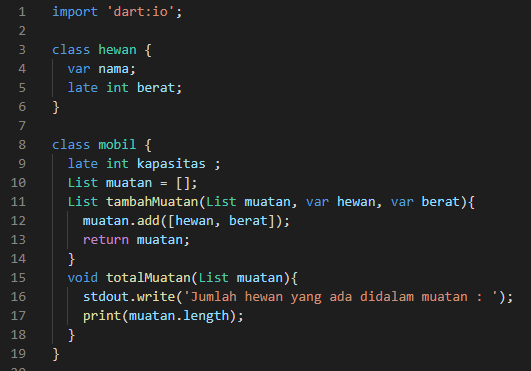 1 import 'dart:io';
2
3 class hewan {
4   var nama;
5   late int berat;
6 }
7
8 class mobil {
9   late int kapasitas ;
10   List muatan = [];
11   List tambahMuatan(List muatan, var hewan, var berat){
12     muatan.add([hewan, berat]);
13     return muatan;
14   }
15   void totalMuatan(List muatan){
16     stdout.write('Jumlah hewan yang ada didalam muatan : ');
17     print(muatan.length);
18   }
19 }